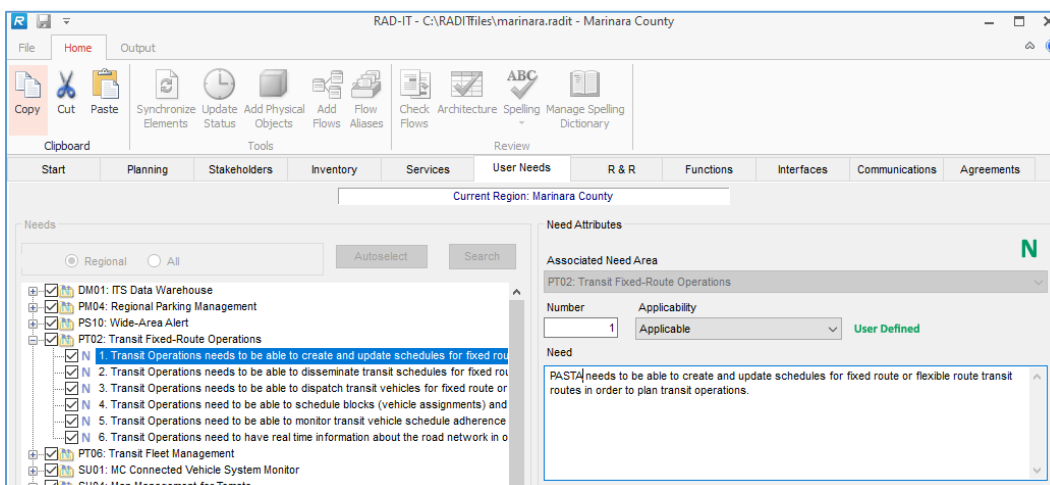 R RAD-IT - C:\RADITfiles\marinara.radit - Marinara County
File Home Output
Copy Cut Paste Synchronize Elements Update Status Add Physical Objects Add Flows Flow Aliases Check Flows Architecture ABC Spelling Manage Spelling Dictionary
Clipboard Tools Review
Start Planning Stakeholders Inventory Services User Needs R & R Functions Interfaces Communications Agreements
Current Region: Marinara County
Needs
Regional All Autoselect Search
DM01: ITS Data Warehouse
PM04: Regional Parking Management
PS10: Wide-Area Alert
PT02: Transit Fixed-Route Operations
N 1. Transit Operations needs to be able to create and update schedules for fixed rou
N 2. Transit Operations needs to be able to disseminate transit schedules for fixed rou
N 3. Transit Operations needs to be able to dispatch transit vehicles for fixed route or
N 4. Transit Operations need to be able to schedule blocks (vehicle assignments) and
N 5. Transit Operations need to be able to monitor transit vehicle schedule adherence
N 6. Transit Operations need to have real time information about the road network in o
PT06: Transit Fleet Management
SU01: MC Connected Vehicle System Monitor
SU04: Map Management for Tomato
Need Attributes
N
Associated Need Area
PT02: Transit Fixed-Route Operations
Number Applicability
1 Applicable User Defined
Need
PASTA needs to be able to create and update schedules for fixed route or flexible route transit
routes in order to plan transit operations.